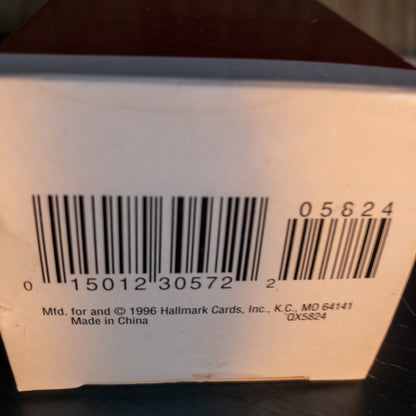 05824
0 15012 30572 2
Mfd. for and © 1996 Hallmark Cards, Inc., K.C., MO 64141
Made in China QX5824